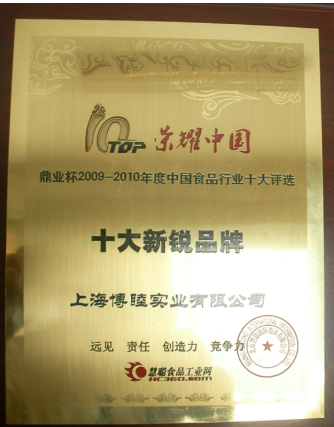 10 TOP 荣耀中国
鼎业杯2009-2010年度中国食品行业十大评选
十大新锐品牌
上海博睦实业有限公司
远见 责任 创造力 竞争力
慧聪食品工业网
HC360.com